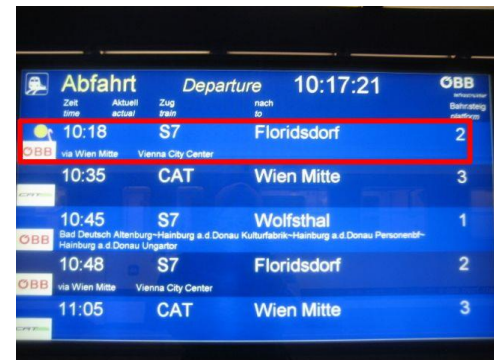 Abfahrt Departure 10:17:21 ÖBB
Zeit Aktuell Zug nach Bahnsteig
time actual train to platform
10:18 S7 Floridsdorf 2
ÖBB via Wien Mitte Vienna City Center
10:35 CAT Wien Mitte 3
10:45 S7 Wolfsthal 1
ÖBB Bad Deutsch Altenburg~Hainburg a.d.Donau Kulturfabrik~Hainburg a.d.Donau Personenbf~
Hainburg a.d.Donau Ungartor
10:48 S7 Floridsdorf 2
ÖBB via Wien Mitte Vienna City Center
11:05 CAT Wien Mitte 3